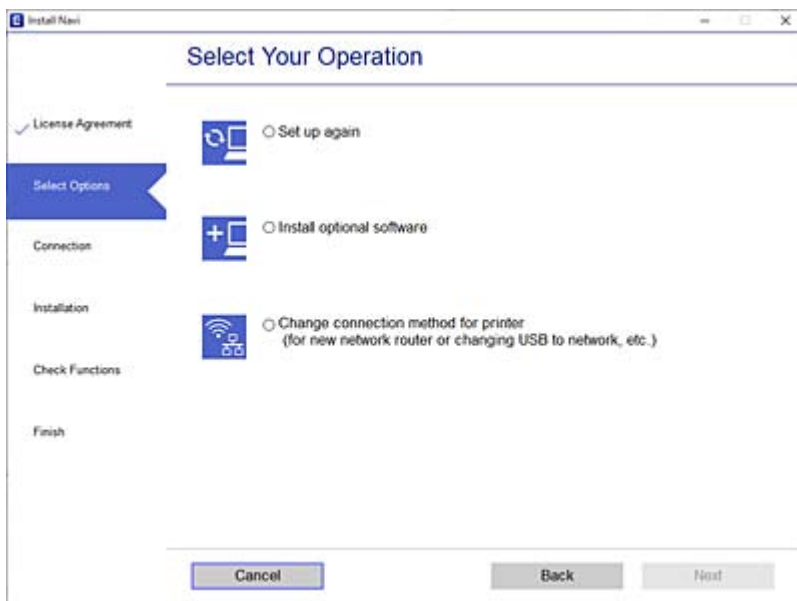 Install Navi
Select Your Operation
License Agreement
Select Options
Connection
Installation
Check Functions
Finish
Set up again
Install optional software
Change connection method for printer
(for new network router or changing USB to network, etc.)
Cancel
Back
Next